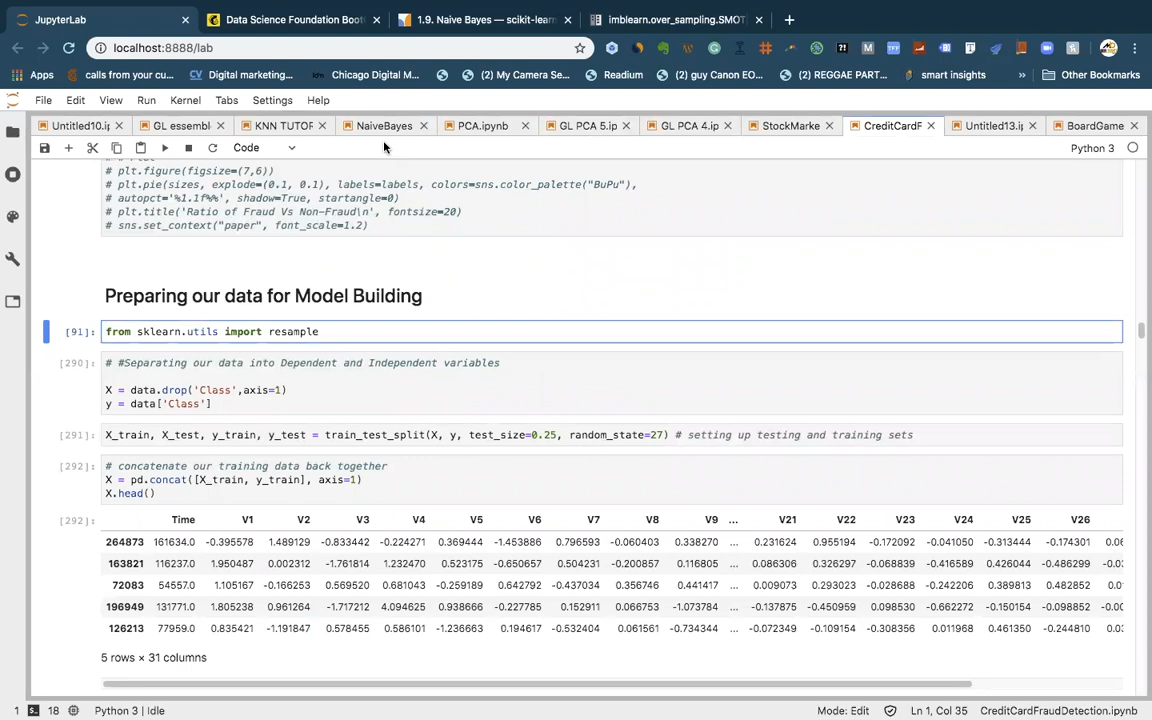 JupyterLab
Data Science Foundation Boot
1.9. Naive Bayes — scikit-learn
imblearn.over_sampling.SMOT
localhost:8888/lab
Apps
calls from your cu...
CV Digital marketing...
Chicago Digital M...
(2) My Camera Se...
Readium
(2) guy Canon EO...
(2) REGGAE PART...
smart insights
»
Other Bookmarks
File Edit View Run Kernel Tabs Settings Help
Untitled10.ip
GL essembl
KNN TUTOR
NaiveBayes
PCA.ipynb
GL PCA 5.ip
GL PCA 4.ip
StockMarke
CreditCardF
Untitled13.ip
BoardGame
Code
Python 3
# plt.figure(figsize=(7,6))
# plt.pie(sizes, explode=(0.1, 0.1), labels=labels, colors=sns.color_palette("BuPu"),
# autopct='%1.1f%%', shadow=True, startangle=0)
# plt.title('Ratio of Fraud Vs Non-Fraud\n', fontsize=20)
# sns.set_context("paper", font_scale=1.2)
Preparing our data for Model Building
[91]: from sklearn.utils import resample
[290]: # #Separating our data into Dependent and Independent variables
X = data.drop('Class',axis=1)
y = data['Class']
[291]: X_train, X_test, y_train, y_test = train_test_split(X, y, test_size=0.25, random_state=27) # setting up testing and training sets
[292]: # concatenate our training data back together
X = pd.concat([X_train, y_train], axis=1)
X.head()
[292]: Time V1 V2 V3 V4 V5 V6 V7 V8 V9 ... V21 V22 V23 V24 V25 V26
264873 161634.0 -0.395578 1.489129 -0.833442 -0.224271 0.369444 -1.453886 0.796593 -0.060403 0.338270 ... 0.231624 0.955194 -0.172092 -0.041050 -0.313444 -0.174301 0.06
163821 116237.0 1.950487 0.002312 -1.761814 1.232470 0.523175 -0.650657 0.504231 -0.200857 0.116805 ... 0.086306 0.326297 -0.068839 -0.416589 0.426044 -0.486299 -0.03
72083 54557.0 1.105167 -0.166253 0.569520 0.681043 -0.259189 0.642792 -0.437034 0.356746 0.441417 ... 0.009073 0.293023 -0.028688 -0.242206 0.389813 0.482852 0.01
196949 131771.0 1.805238 0.961264 -1.717212 4.094625 0.938666 -0.227785 0.152911 0.066753 -1.073784 ... -0.137875 -0.450959 0.098530 -0.662272 -0.150154 -0.098852 -0.00
126213 77959.0 0.835421 -1.191847 0.578455 0.586101 -1.236663 0.194617 -0.532404 0.061561 -0.734344 ... -0.072349 -0.109154 -0.308356 0.011968 0.461350 -0.244810 0.03
5 rows × 31 columns
1 18 Python 3 | Idle
Mode: Edit Ln 1, Col 35 CreditCardFraudDetection.ipynb